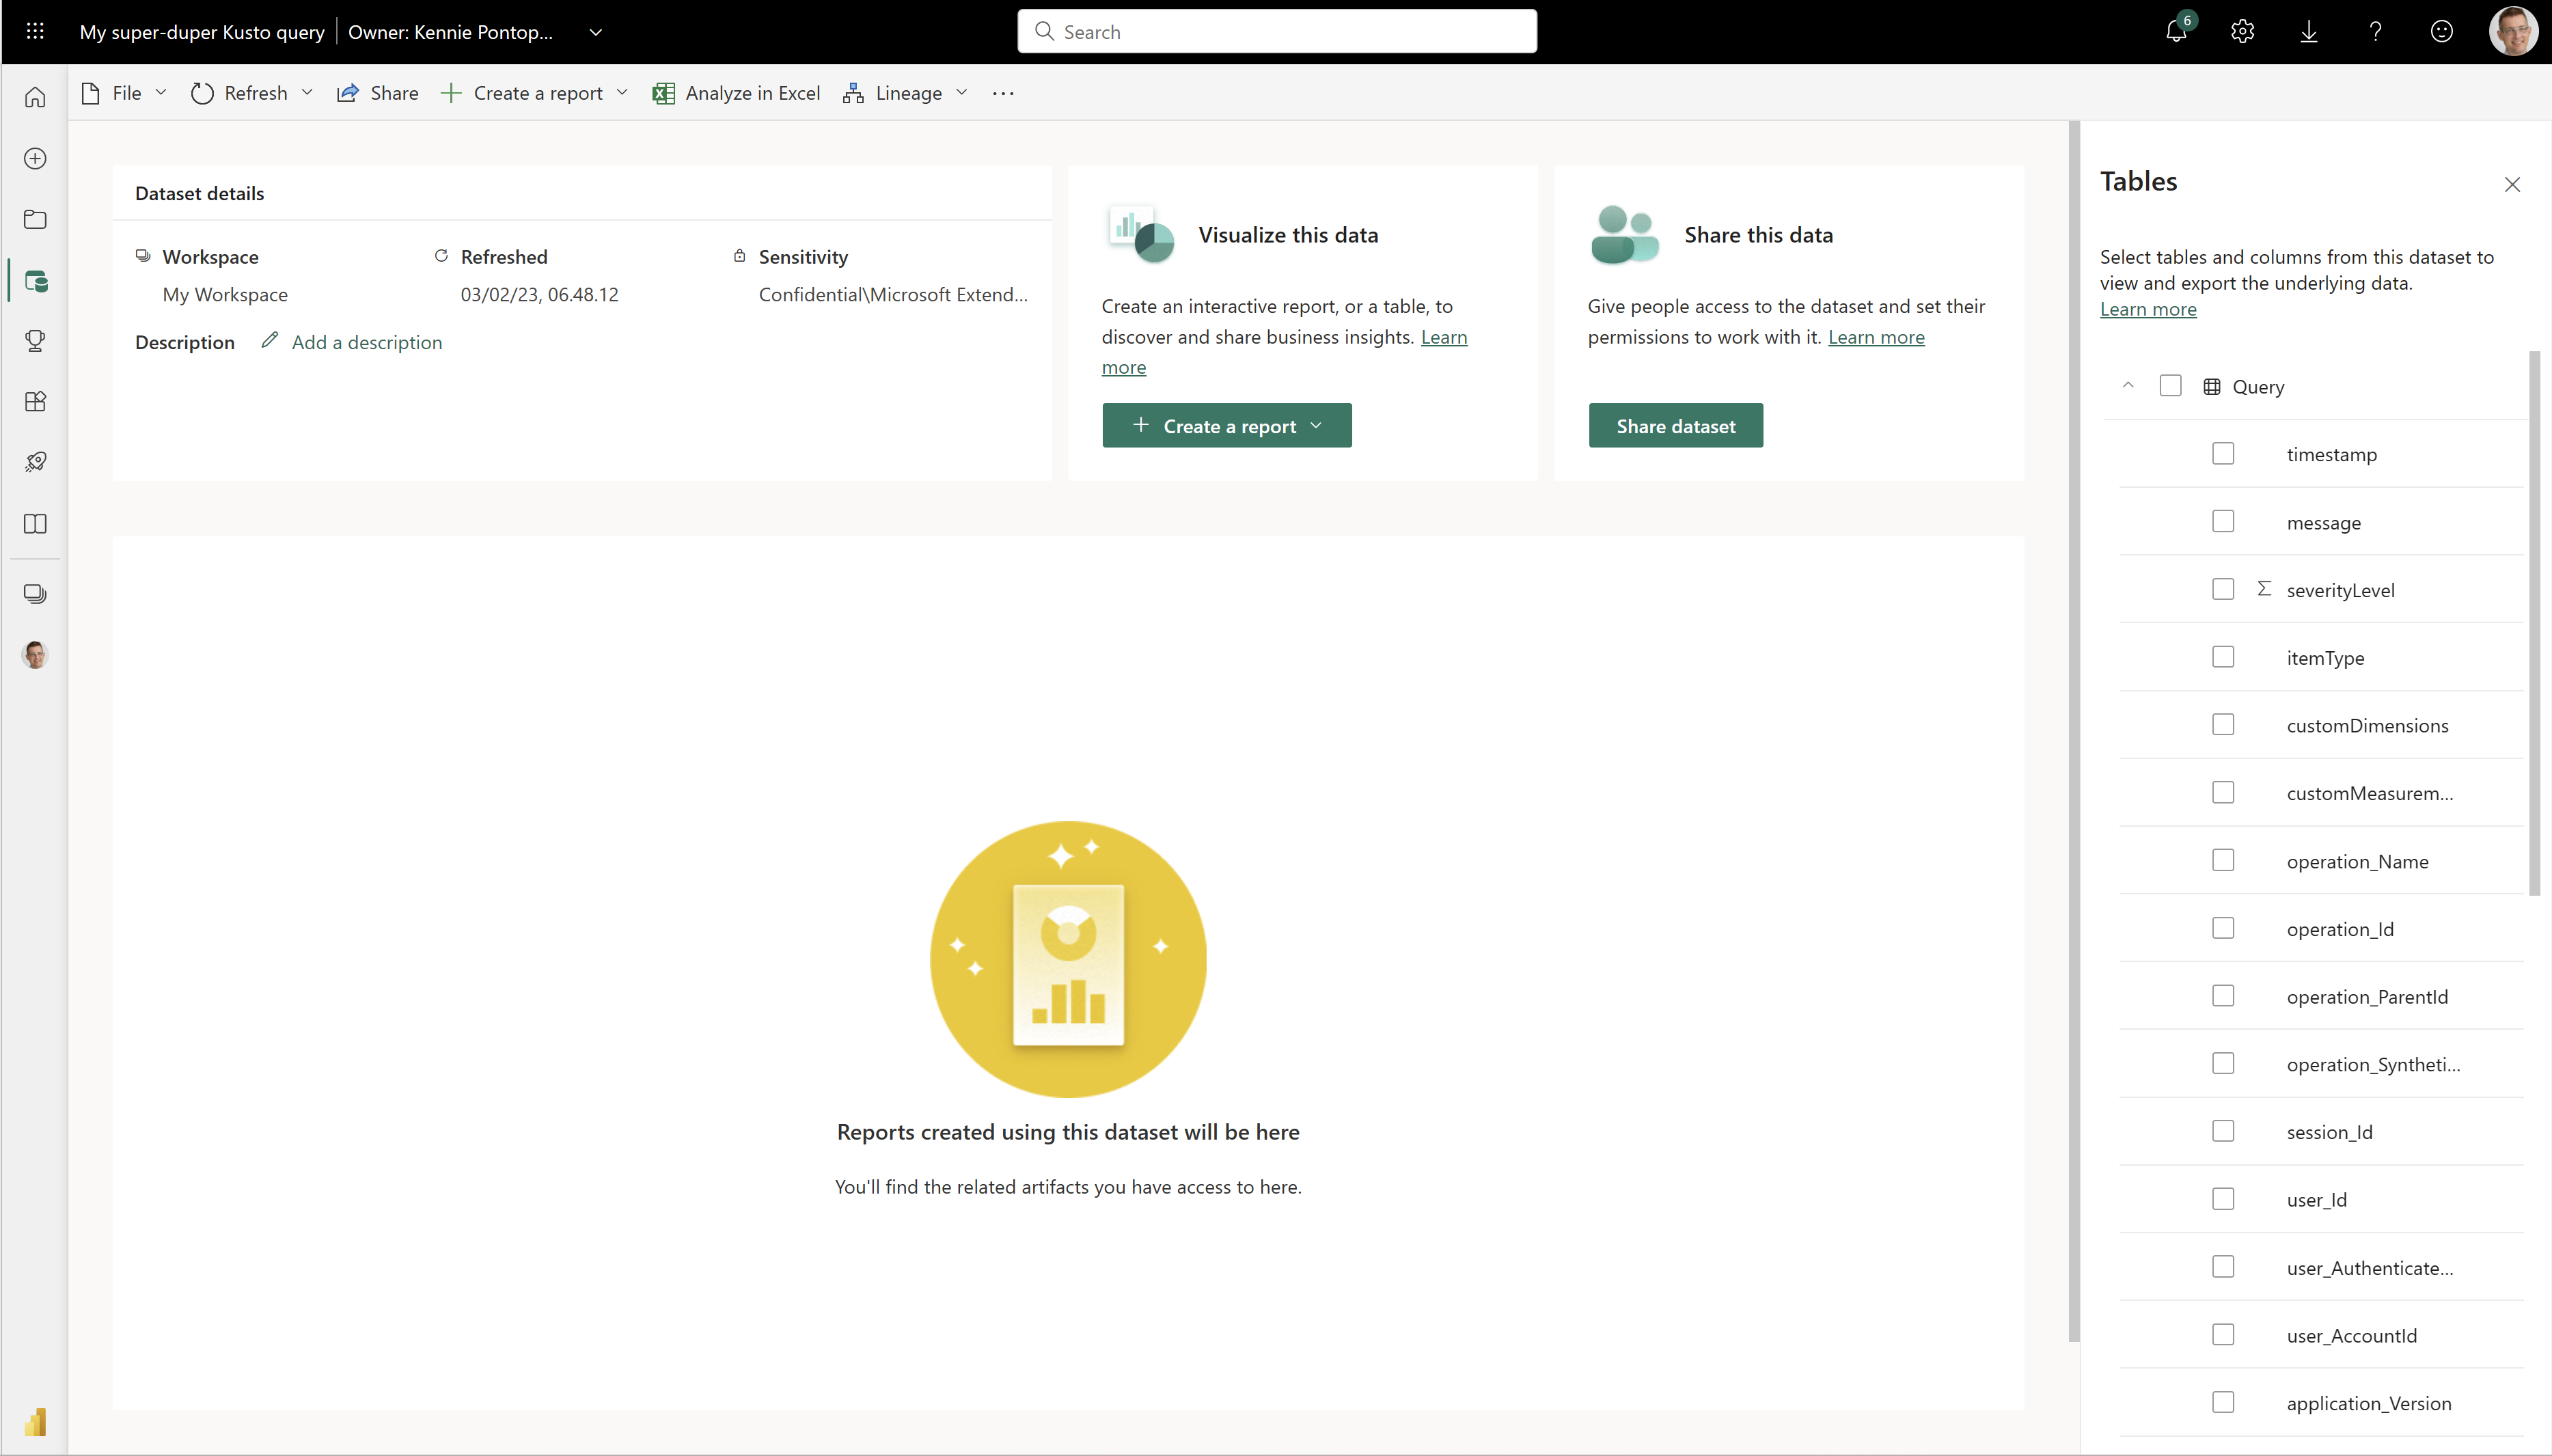 My super-duper Kusto query
Owner: Kennie Pontop...
Search
6
File
Refresh
Share
Create a report
Analyze in Excel
Lineage
Dataset details
Workspace
My Workspace
Refreshed
03/02/23, 06.48.12
Sensitivity
Confidential\Microsoft Extend...
Description
Add a description
Visualize this data
Create an interactive report, or a table, to
discover and share business insights. Learn
more
Create a report
Share this data
Give people access to the dataset and set their
permissions to work with it. Learn more
Share dataset
Reports created using this dataset will be here
You'll find the related artifacts you have access to here.
Tables
Select tables and columns from this dataset to
view and export the underlying data.
Learn more
Query
timestamp
message
severityLevel
itemType
customDimensions
customMeasurem...
operation_Name
operation_Id
operation_ParentId
operation_Syntheti...
session_Id
user_Id
user_Authenticate...
user_AccountId
application_Version